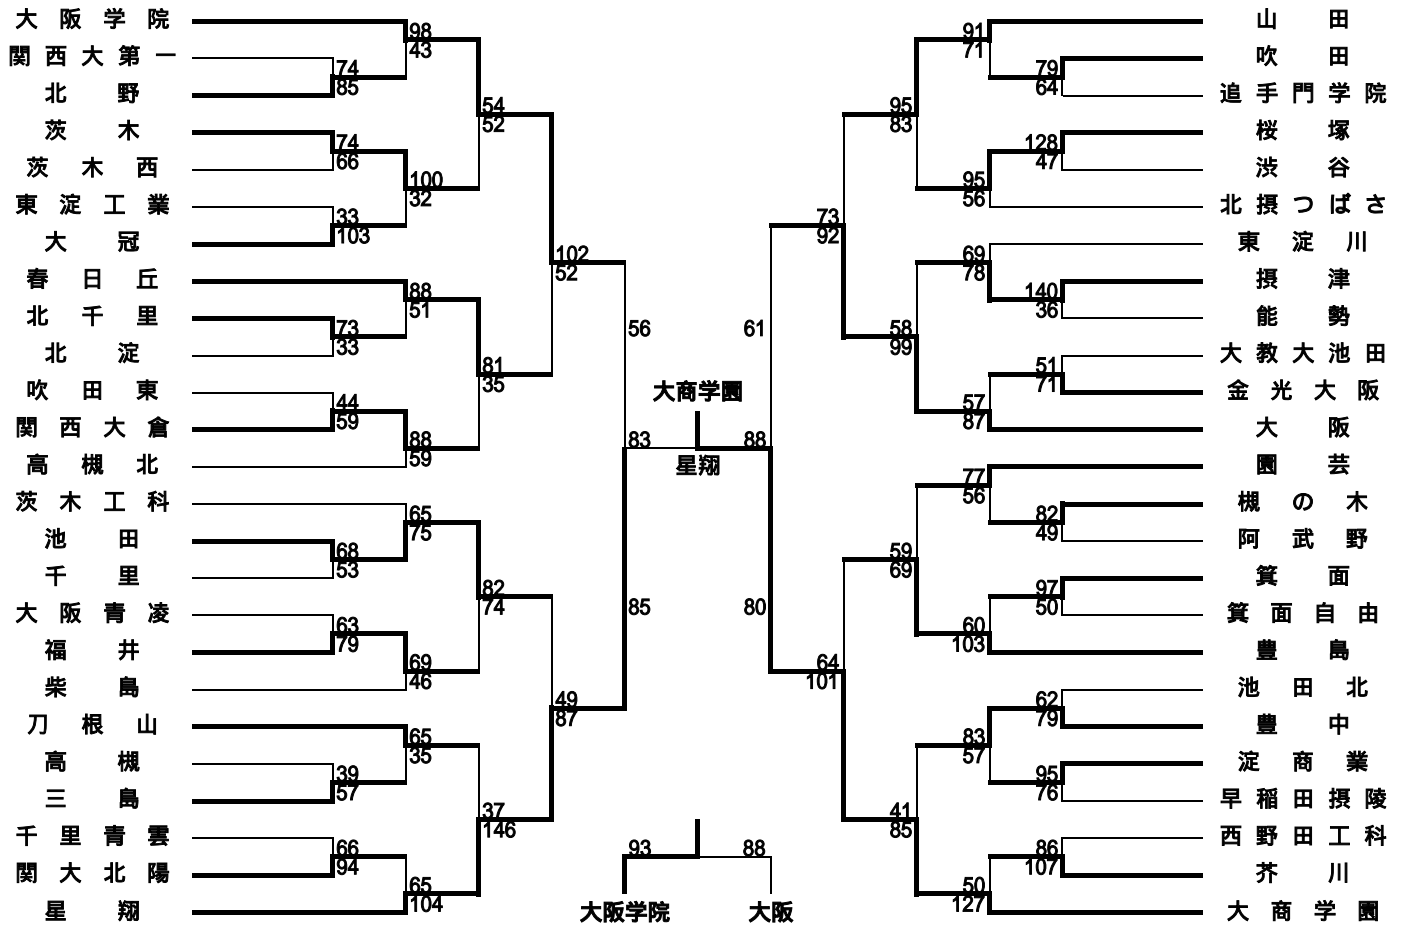 大阪学院
関西大第一
北野
茨木
茨木西
東淀工業
大冠
春日丘
北千里
北淀
吹田東
関西大倉
高槻北
茨木工科
池田
千里
大阪青凌
福井
柴島
刀根山
高槻
三島
千里青雲
関大北陽
星翔
74
85
74
66
33
103
73
33
44
59
68
53
63
79
39
57
66
94
98
43
100
32
88
51
88
59
65
75
69
46
65
35
65
104
54
52
81
35
82
74
37
146
102
52
49
87
56
83
85
大商学園
星翔
93
88
大阪学院
大阪
61
88
80
73
92
64
101
95
83
58
99
59
69
41
85
91
71
95
56
69
78
57
87
77
56
60
103
83
57
50
127
79
64
128
47
140
36
51
71
82
49
97
50
62
79
95
76
86
107
山田
吹田
追手門学院
桜塚
渋谷
北摂つばさ
東淀川
摂津
能勢
大教大池田
金光大阪
大阪
園芸
槻の木
阿武野
箕面
箕面自由
豊島
池田北
豊中
淀商業
早稲田摂陵
西野田工科
芥川
大商学園